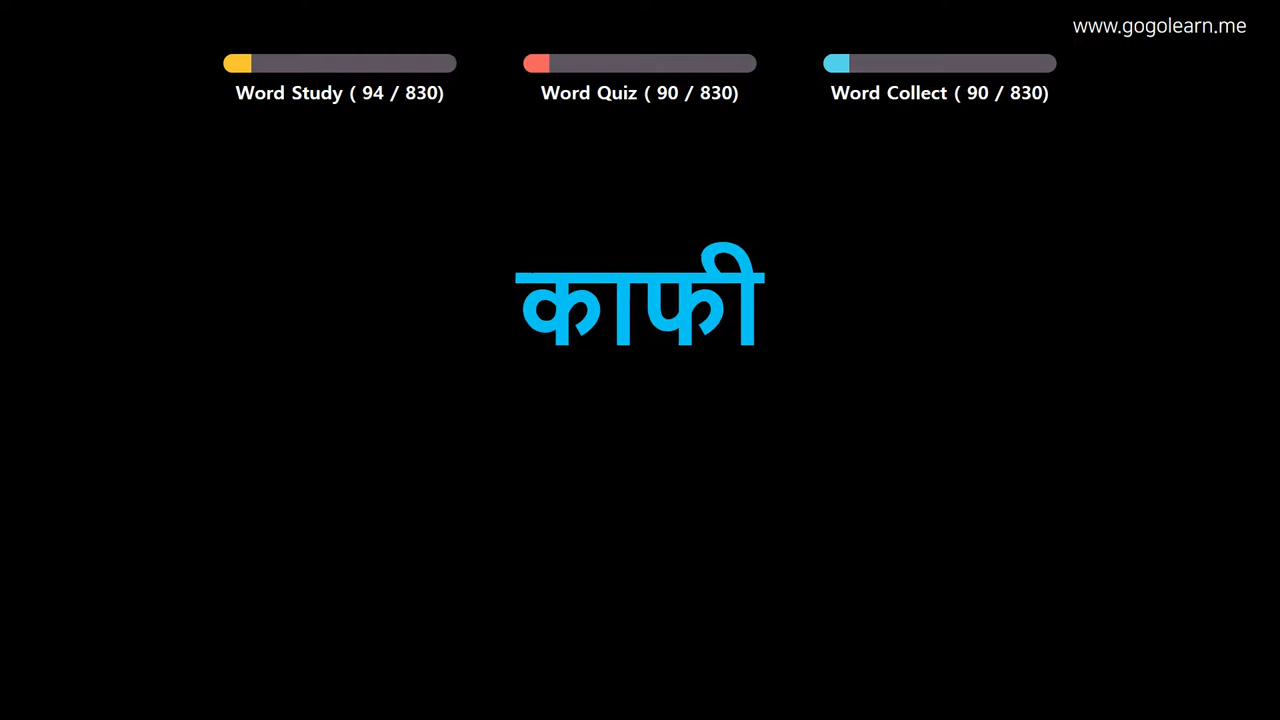 www.gogolearn.me
Word Study ( 94 / 830)
Word Quiz ( 90 / 830)
Word Collect ( 90 / 830)
काफी